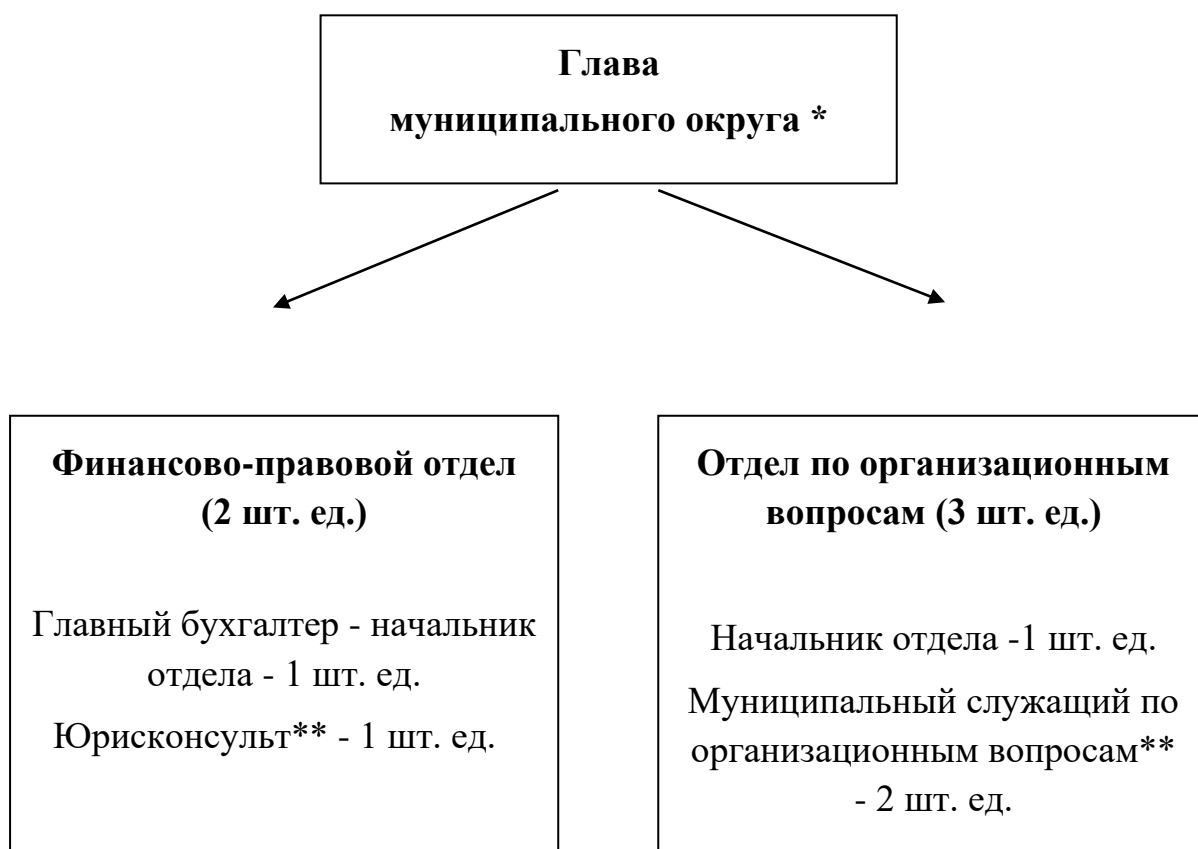 Глава
муниципального округа *
Финансово-правовой отдел
(2 шт. ед.)
Главный бухгалтер - начальник
отдела - 1 шт. ед.
Юрисконсульт** - 1 шт. ед.
Отдел по организационным
вопросам (3 шт. ед.)
Начальник отдела -1 шт. ед.
Муниципальный служащий по
организационным вопросам**
- 2 шт. ед.